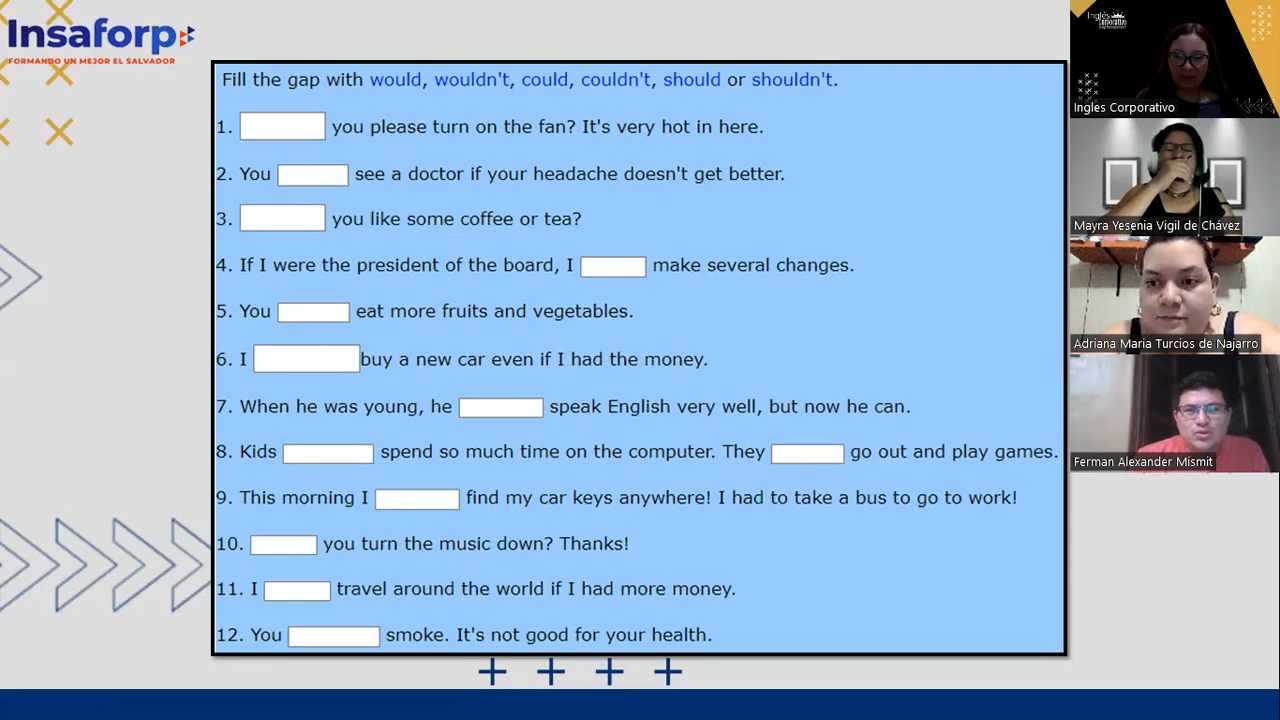 Insaforp
FORMANDO UN MEJOR EL SALVADOR
Fill the gap with would, wouldn't, could, couldn't, should or shouldn't.
1. you please turn on the fan? It's very hot in here.
2. You see a doctor if your headache doesn't get better.
3. you like some coffee or tea?
4. If I were the president of the board, I make several changes.
5. You eat more fruits and vegetables.
6. I buy a new car even if I had the money.
7. When he was young, he speak English very well, but now he can.
8. Kids spend so much time on the computer. They go out and play games.
9. This morning I find my car keys anywhere! I had to take a bus to go to work!
10. you turn the music down? Thanks!
11. I travel around the world if I had more money.
12. You smoke. It's not good for your health.
Inglés
Corporativo
Ingles Corporativo
Mayra Yesenia Vigil de Chávez
Adriana Maria Turcios de Najarro
Ferman Alexander Mismit